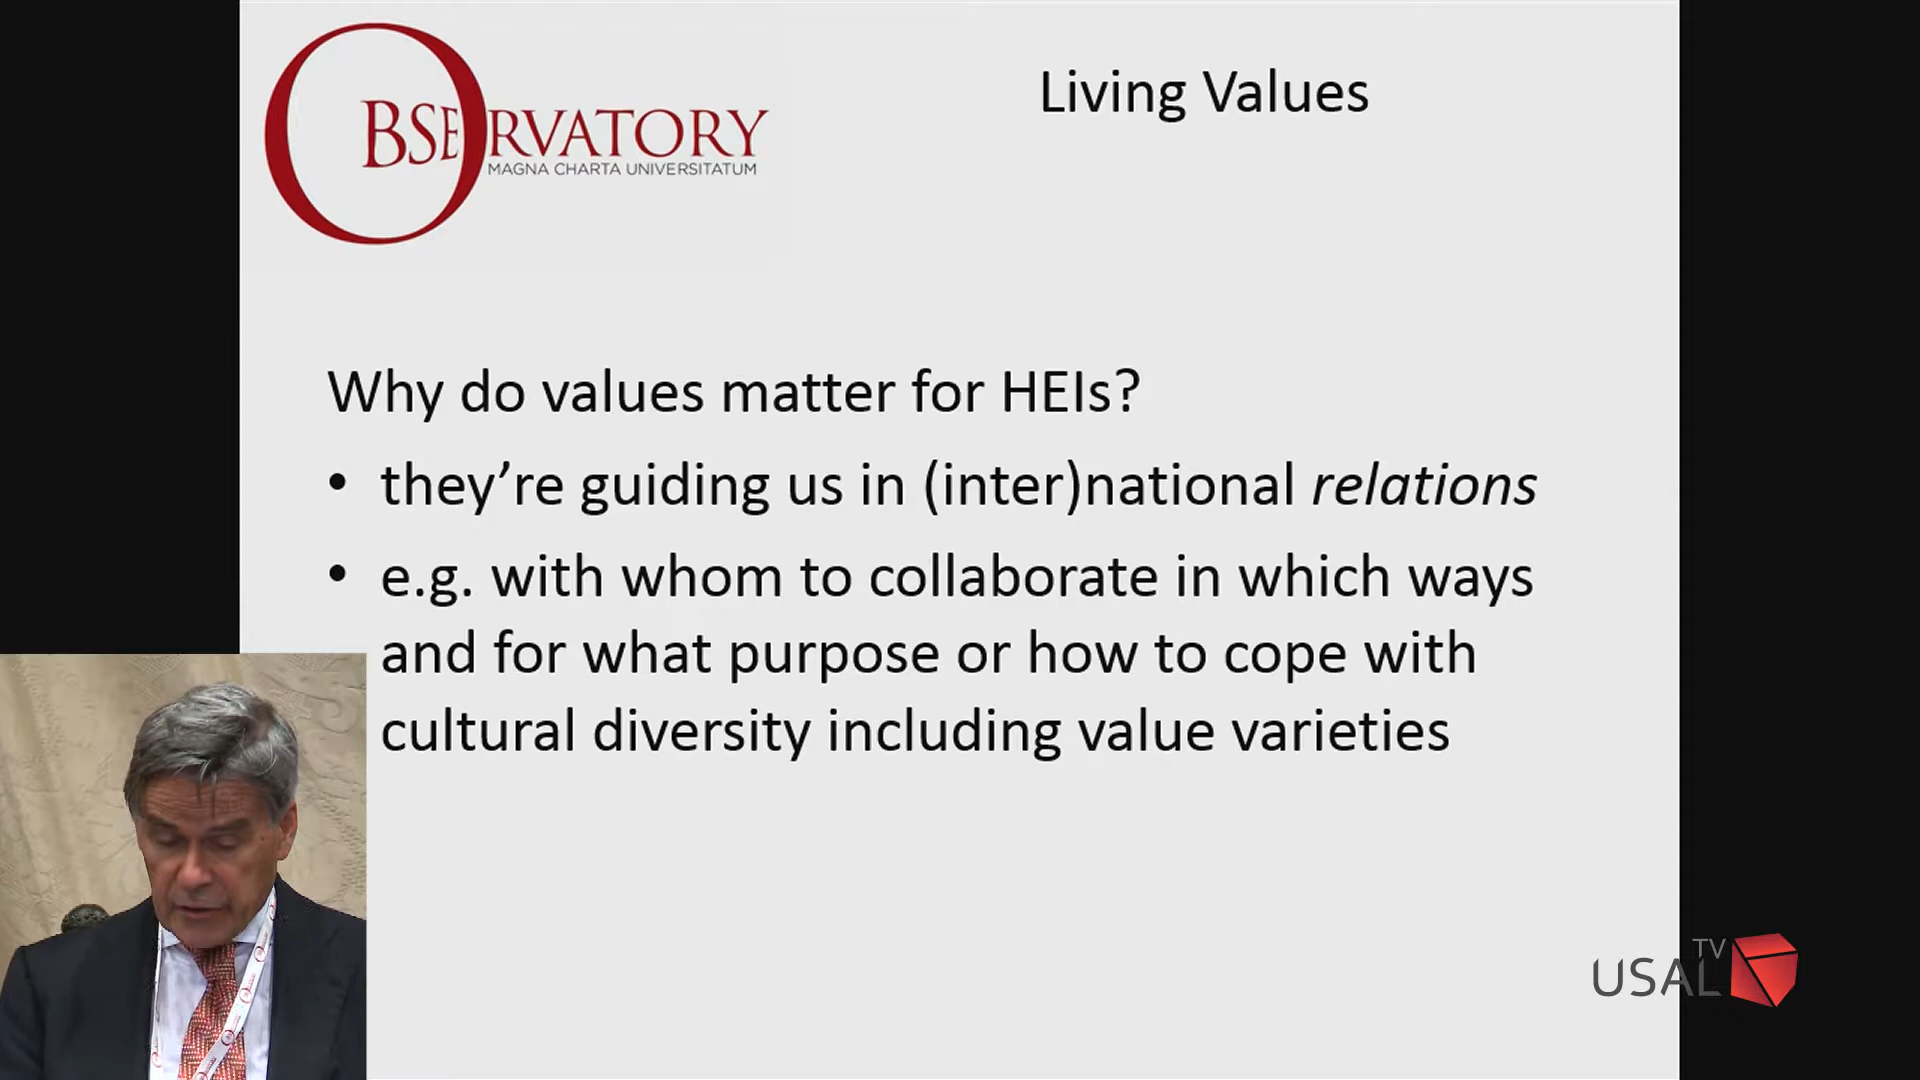 OBSERVATORY
MAGNA CHARTA UNIVERSITATUM
Living Values
Why do values matter for HEIs?
• they’re guiding us in (inter)national relations
• e.g. with whom to collaborate in which ways
and for what purpose or how to cope with
cultural diversity including value varieties
TV
USAL